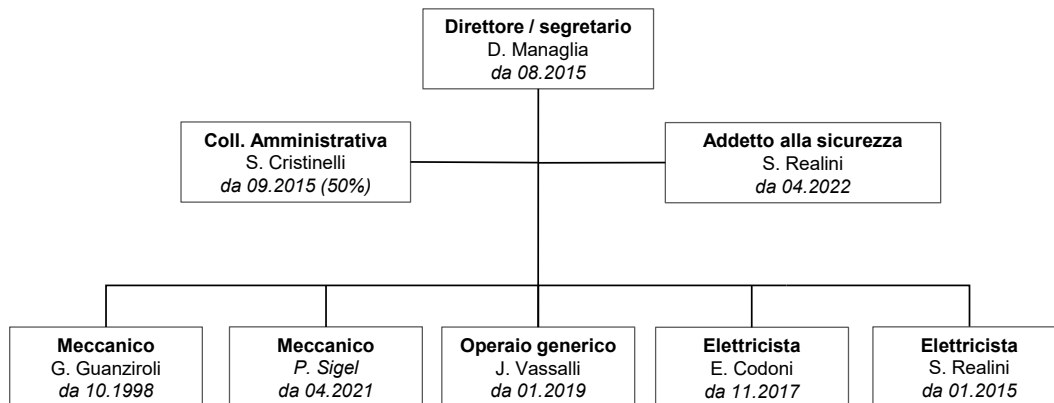 Direttore / segretario
D. Managlia
da 08.2015
Coll. Amministrativa
S. Cristinelli
da 09.2015 (50%)
Addetto alla sicurezza
S. Realini
da 04.2022
Meccanico
G. Guanziroli
da 10.1998
Meccanico
P. Sigel
da 04.2021
Operaio generico
J. Vassalli
da 01.2019
Elettricista
E. Codoni
da 11.2017
Elettricista
S. Realini
da 01.2015